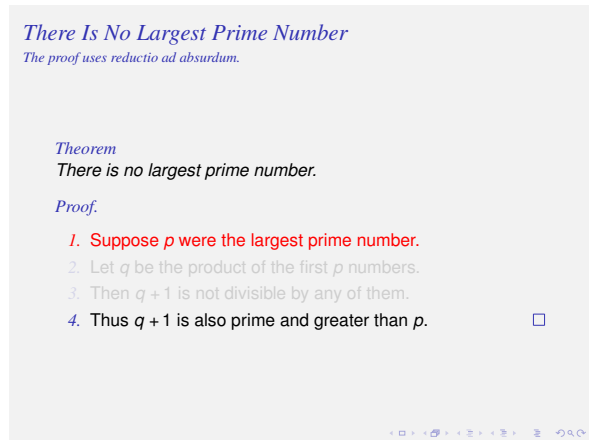 There Is No Largest Prime Number
The proof uses reductio ad absurdum.
Theorem
There is no largest prime number.
Proof.
1. Suppose p were the largest prime number.
2. Let q be the product of the first p numbers.
3. Then q + 1 is not divisible by any of them.
4. Thus q + 1 is also prime and greater than p.